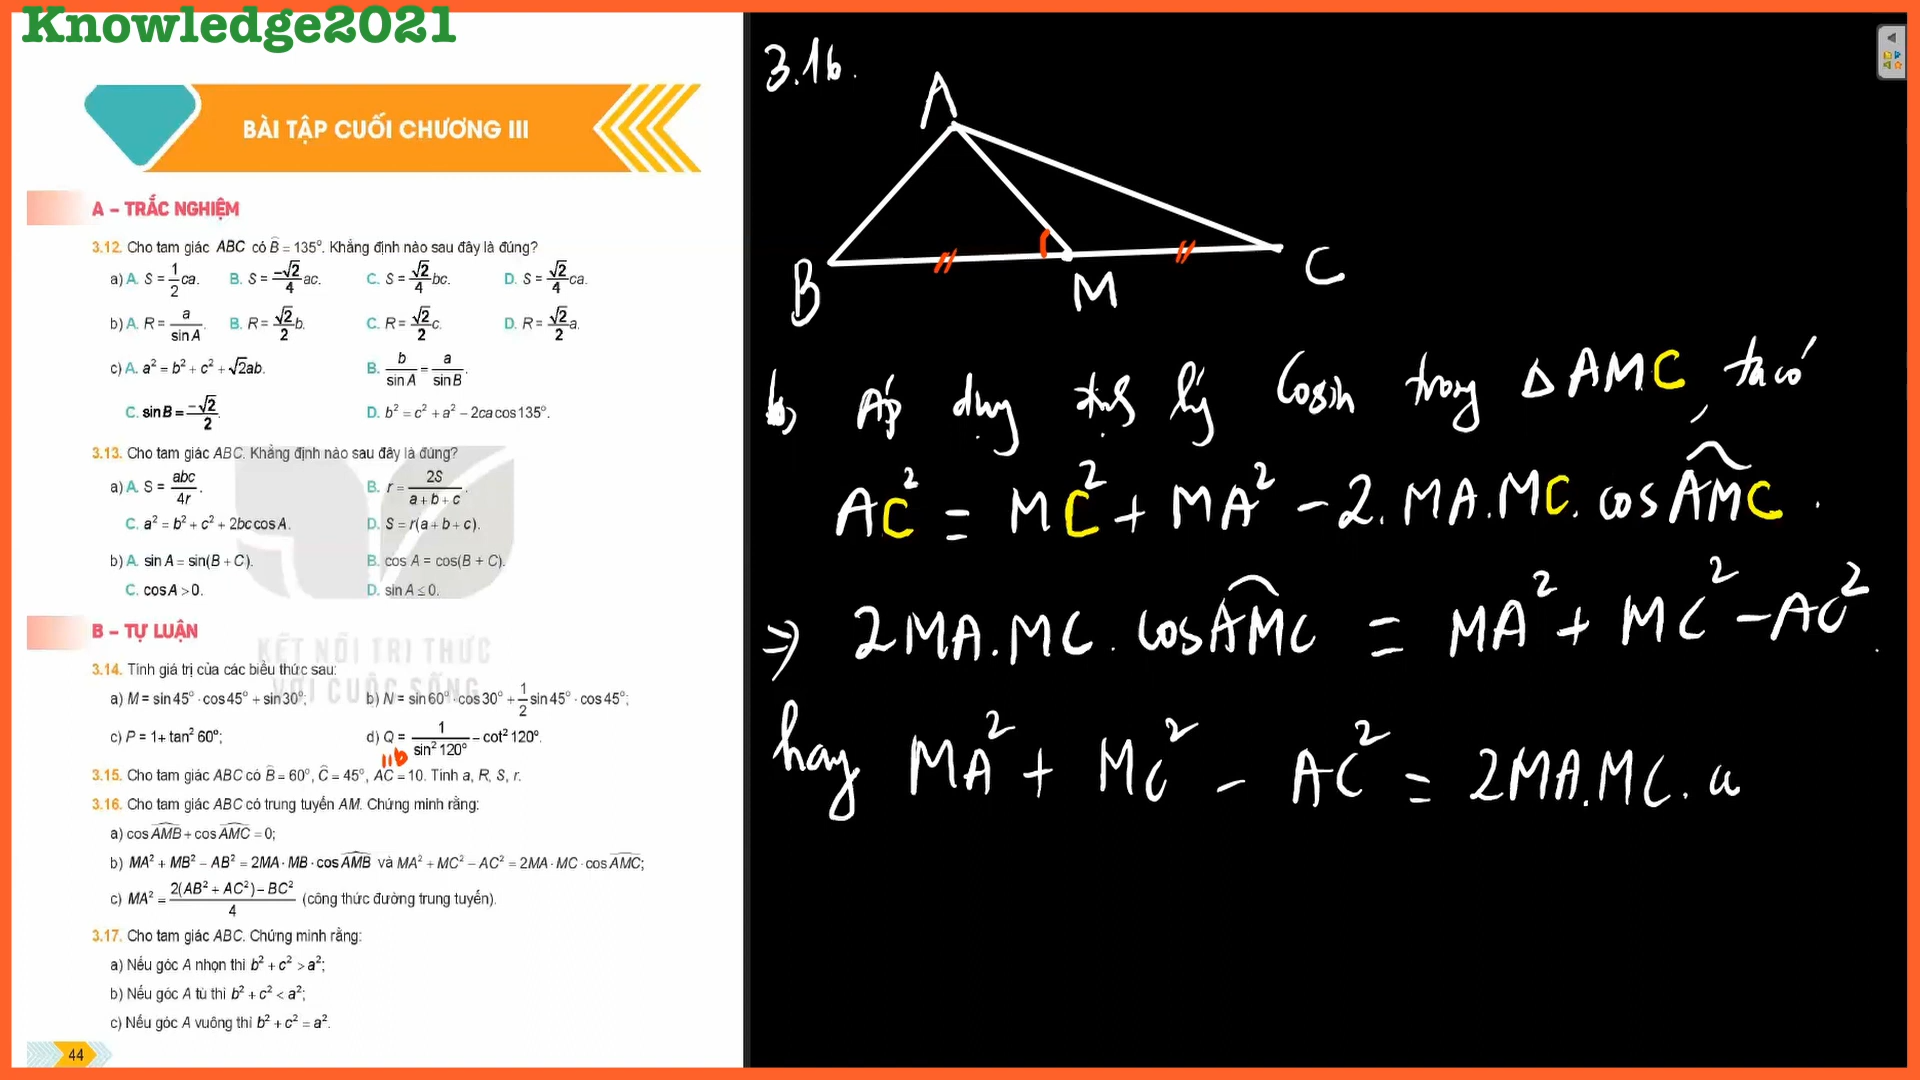 Knowledge2021
BÀI TẬP CUỐI CHƯƠNG III
A – TRẮC NGHIỆM
3.12. Cho tam giác ABC có B̂ = 135°. Khẳng định nào sau đây là đúng?
a) A. S = 1/2 ca. B. S = −√2/4 ac. C. S = √2/4 bc. D. S = √2/4 ca.
b) A. R = a/sin A. B. R = √2/2 b. C. R = √2/2 c. D. R = √2/2 a.
c) A. a² = b² + c² + √2ab. B. b/sin A = a/sin B.
C. sin B = −√2/2. D. b² = c² + a² − 2ca cos 135°.
3.13. Cho tam giác ABC. Khẳng định nào sau đây là đúng?
a) A. S = abc/4r. B. r = 2S/(a + b + c).
C. a² = b² + c² + 2bc cos A. D. S = r(a + b + c).
b) A. sin A = sin(B + C). B. cos A = cos(B + C).
C. cos A > 0. D. sin A ≤ 0.
KẾT NỐI TRI THỨC
VỚI CUỘC SỐNG
B – TỰ LUẬN
3.14. Tính giá trị của các biểu thức sau:
a) M = sin 45° · cos 45° + sin 30°; b) N = sin 60° · cos 30° + 1/2 sin 45° · cos 45°;
c) P = 1 + tan² 60°; d) Q = 1/sin² 120° − cot² 120°.
11b
3.15. Cho tam giác ABC có B̂ = 60°, Ĉ = 45°, AC = 10. Tính a, R, S, r.
3.16. Cho tam giác ABC có trung tuyến AM. Chứng minh rằng:
a) cos AMB + cos AMC = 0;
b) MA² + MB² − AB² = 2MA · MB · cos AMB và MA² + MC² − AC² = 2MA · MC · cos AMC;
c) MA² = (2(AB² + AC²) − BC²)/4 (công thức đường trung tuyến).
3.17. Cho tam giác ABC. Chứng minh rằng:
a) Nếu góc A nhọn thì b² + c² > a²;
b) Nếu góc A tù thì b² + c² < a²;
c) Nếu góc A vuông thì b² + c² = a².
44
3.16.
A
B
M
C
b) Áp dụng định lý Cosin trong △AMC, ta có
AC² = MC² + MA² − 2.MA.MC.cos AMC.
⇒ 2MA.MC.cos AMC = MA² + MC² − AC².
hay MA² + MC² − AC² = 2MA.MC.